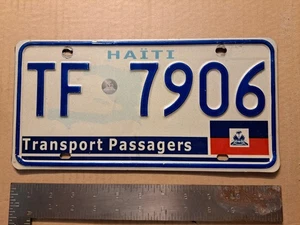 HAÏTI
TF 7906
Transport Passagers